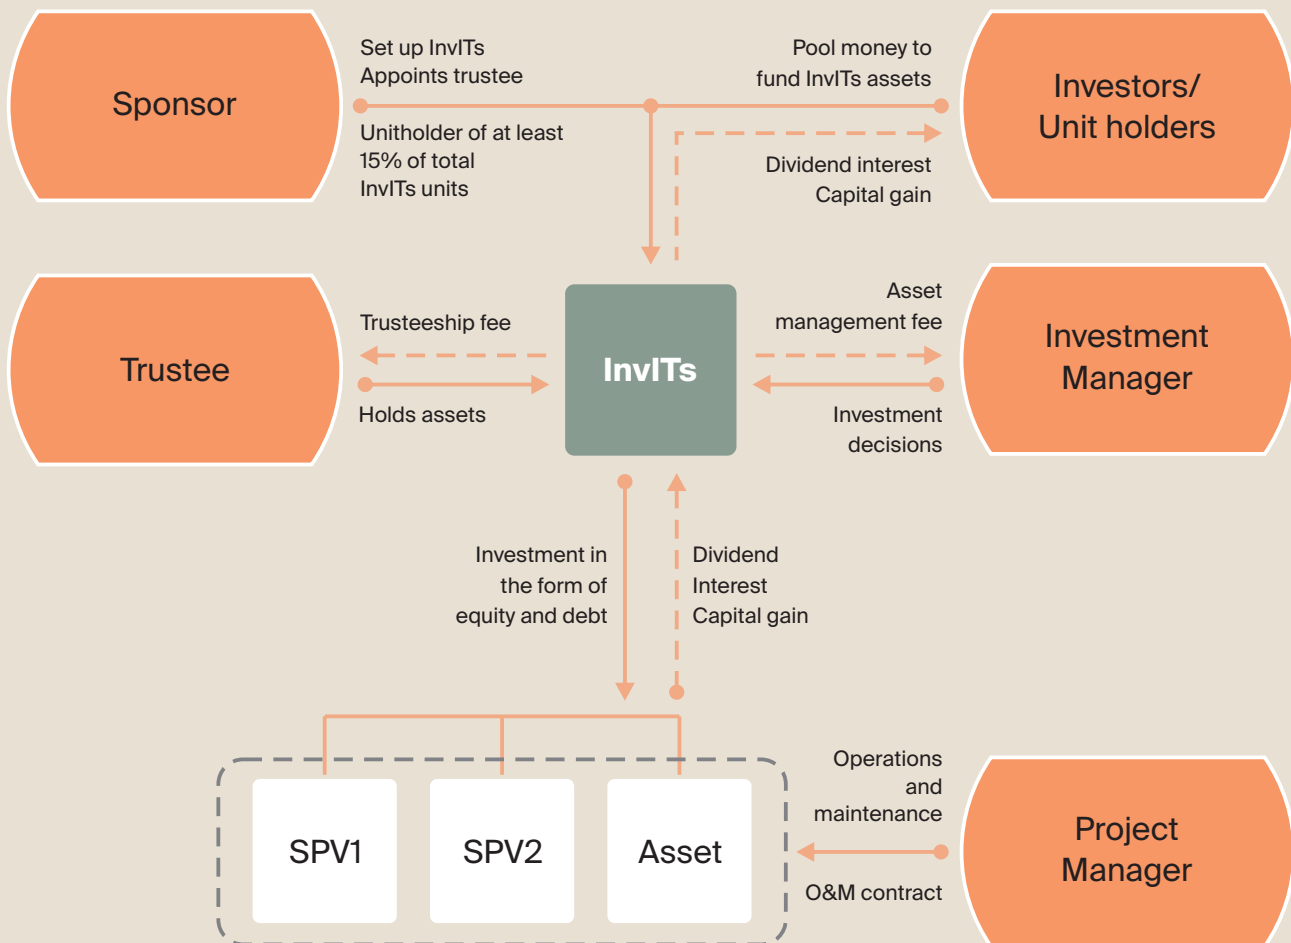 Sponsor
Set up InvITs
Appoints trustee
Unitholder of at least
15% of total
InvITs units
Pool money to
fund InvITs assets
Dividend interest
Capital gain
Investors/
Unit holders
Trustee
Trusteeship fee
Holds assets
InvITs
Asset
management fee
Investment
decisions
Investment
Manager
Investment in
the form of
equity and debt
Dividend
Interest
Capital gain
SPV1
SPV2
Asset
Operations
and
maintenance
O&M contract
Project
Manager